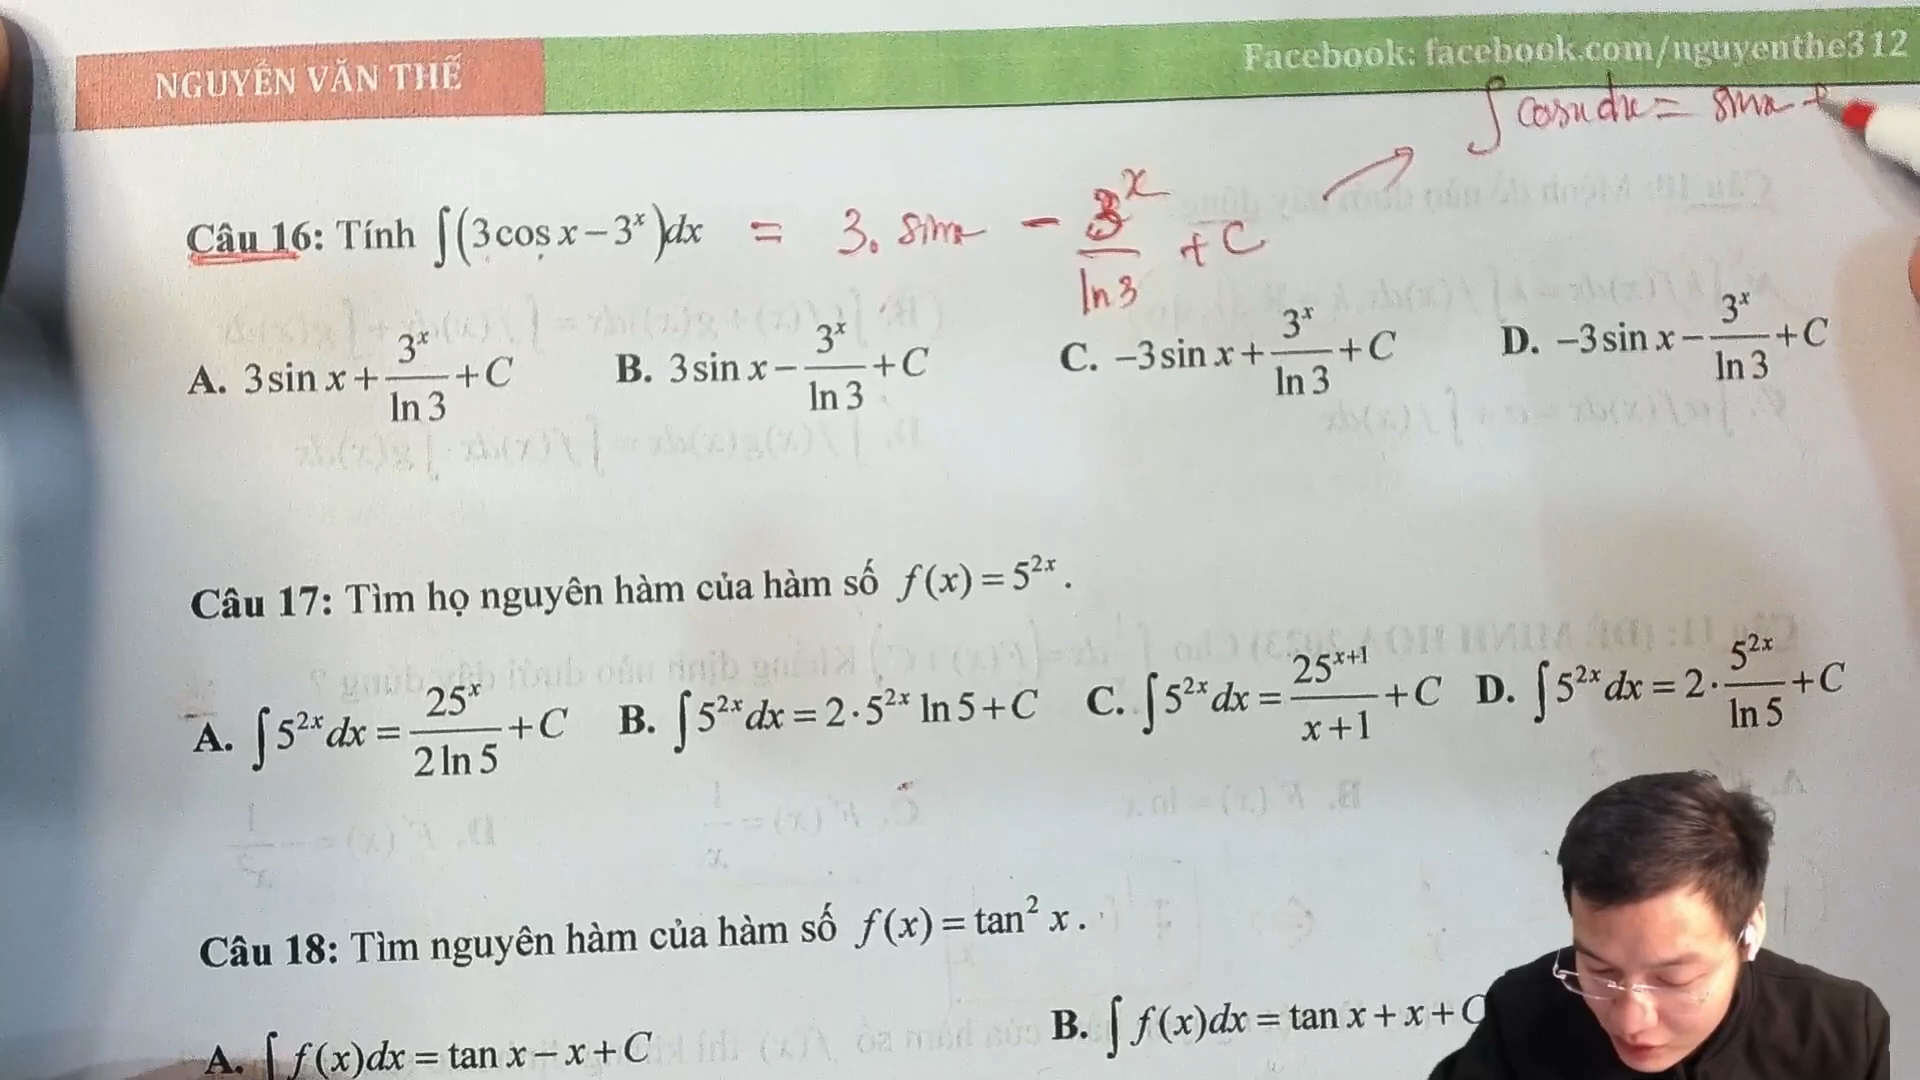 NGUYỄN VĂN THẾ
Facebook: facebook.com/nguyenthe312
∫ cosx dx = sinx +
Câu 16: Tính ∫(3cos x − 3^x)dx = 3. sinx − 3^x/ln 3 + C
A. 3sin x + 3^x/ln 3 + C B. 3sin x − 3^x/ln 3 + C C. −3sin x + 3^x/ln 3 + C D. −3sin x − 3^x/ln 3 + C
Câu 17: Tìm họ nguyên hàm của hàm số f(x) = 5^{2x}.
A. ∫5^{2x}dx = 25^x/(2 ln 5) + C B. ∫5^{2x}dx = 2·5^{2x} ln 5 + C C. ∫5^{2x}dx = 25^{x+1}/(x+1) + C D. ∫5^{2x}dx = 2·5^{2x}/ln 5 + C
Câu 18: Tìm nguyên hàm của hàm số f(x) = tan² x.
A. ∫ f(x)dx = tan x − x + C B. ∫ f(x)dx = tan x + x + C